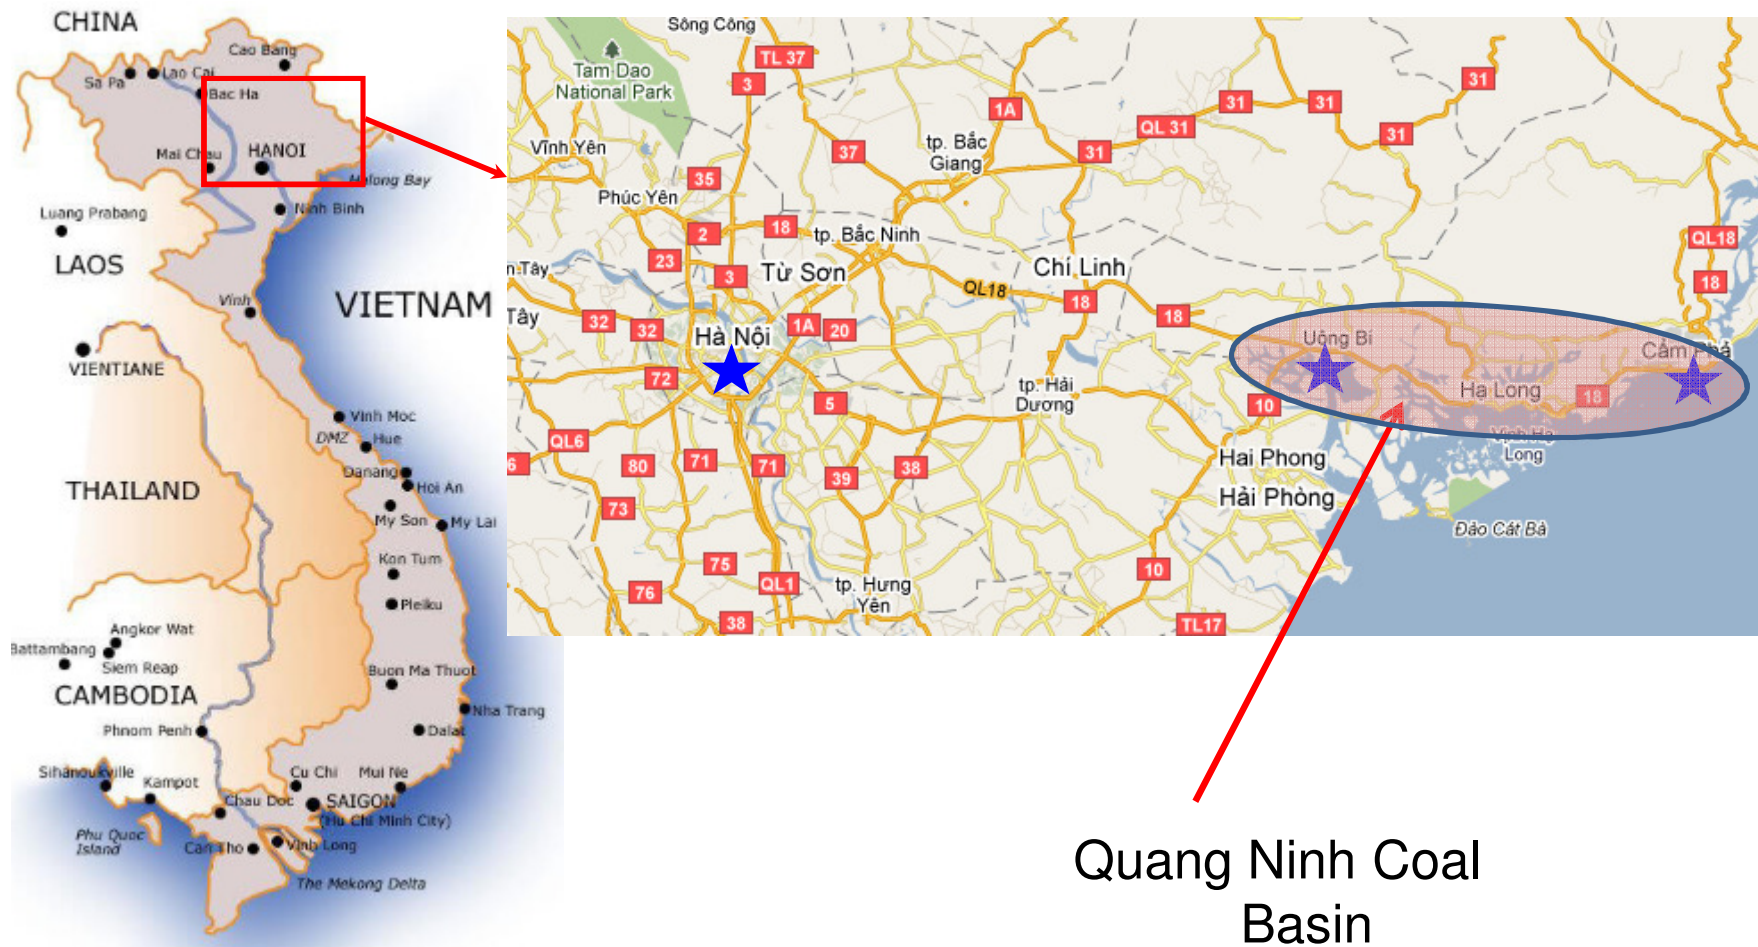 CHINA
Cao Bang
Sa Pa
Lao Cai
Bac Ha
Mai Chau
HANOI
Halong Bay
Ninh Binh
Luang Prabang
LAOS
Vinh
VIETNAM
VIENTIANE
Vinh Moc
DMZ
Hue
Danang
Hoi An
THAILAND
My Son
My Lai
Kon Tum
Pleiku
Angkor Wat
Battambang
Siem Reap
Buon Ma Thuot
CAMBODIA
Nha Trang
Phnom Penh
Dalat
Sihanoukville
Kampot
Cu Chi
Mui Ne
Chau Doc
SAIGON
(Hu Chi Minh City)
Phu Quoc
Island
Can Tho
Vinh Long
The Mekong Delta
Sông Công
TL 37
Tam Dao
National Park
3
31
1A
31
31
QL 31
31
Vĩnh Yên
37
tp. Bắc
Giang
31
35
Phúc Yên
2
18
tp. Bắc Ninh
QL18
23
n Tây
3
Từ Sơn
Chí Linh
18
QL18
18
18
Tây
32
32
Hà Nội
1A
20
Uông Bí
Cẩm Phả
72
5
tp. Hải
Dương
10
Hạ Long
18
QL6
Vịnh Hạ
Long
6
80
71
71
39
38
Hai Phong
Hải Phòng
73
Đảo Cát Bà
75
QL1
tp. Hưng
Yên
10
76
38
TL17
Quang Ninh Coal
Basin